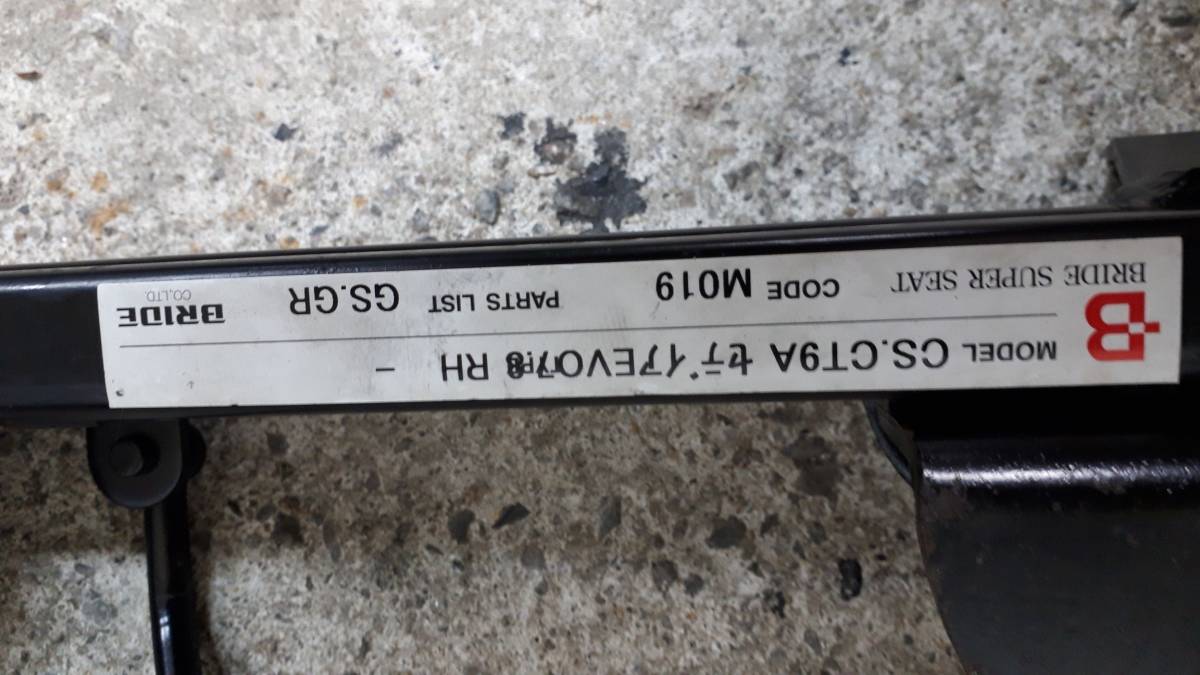 B
MODEL CS.CT9A セディアEVO7 8 RH -
BRIDE SUPER SEAT CODE M019 PARTS LIST GS.GR BRIDE
CO.,LTD.